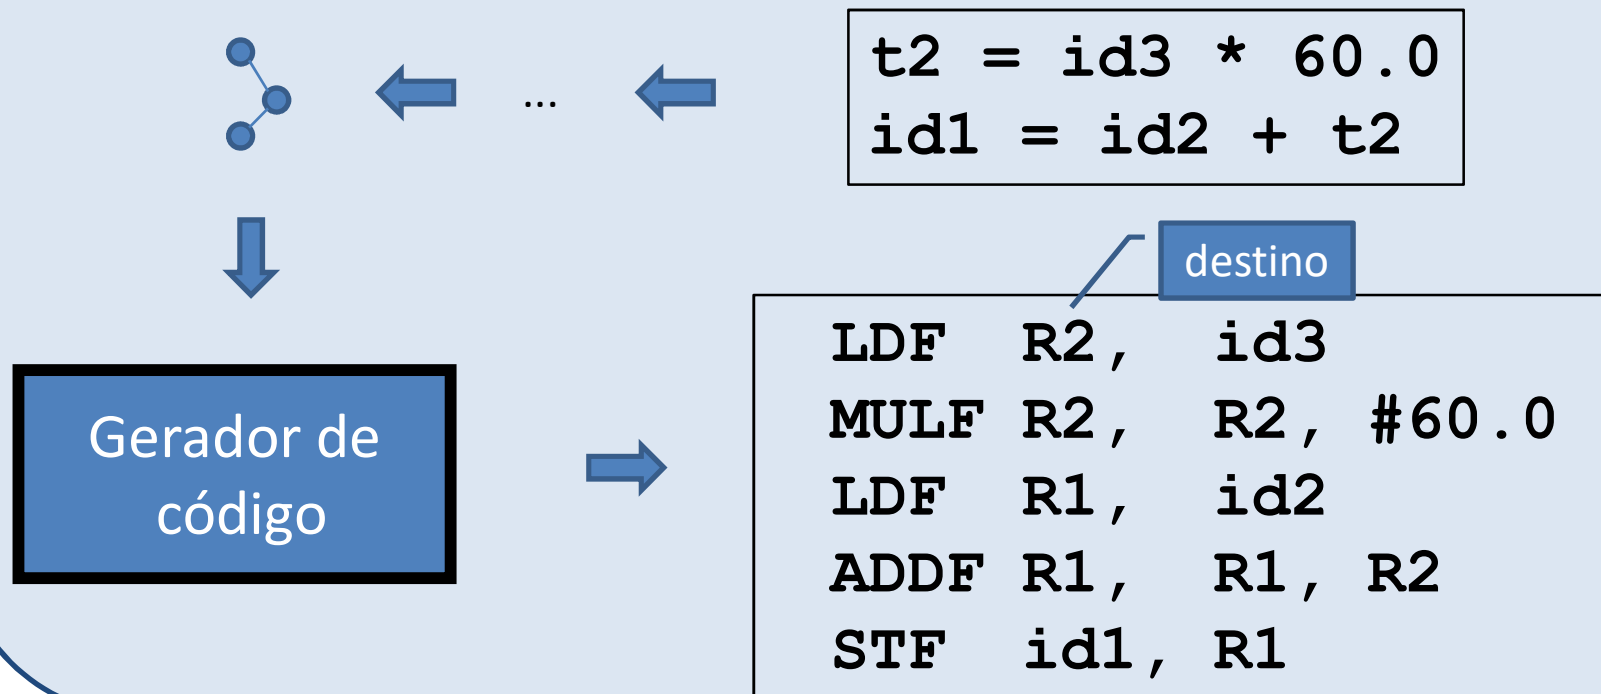 t2 = id3 * 60.0
id1 = id2 + t2
...
destino
LDF R2, id3
MULF R2, R2, #60.0
LDF R1, id2
ADDF R1, R1, R2
STF id1, R1
Gerador de
código